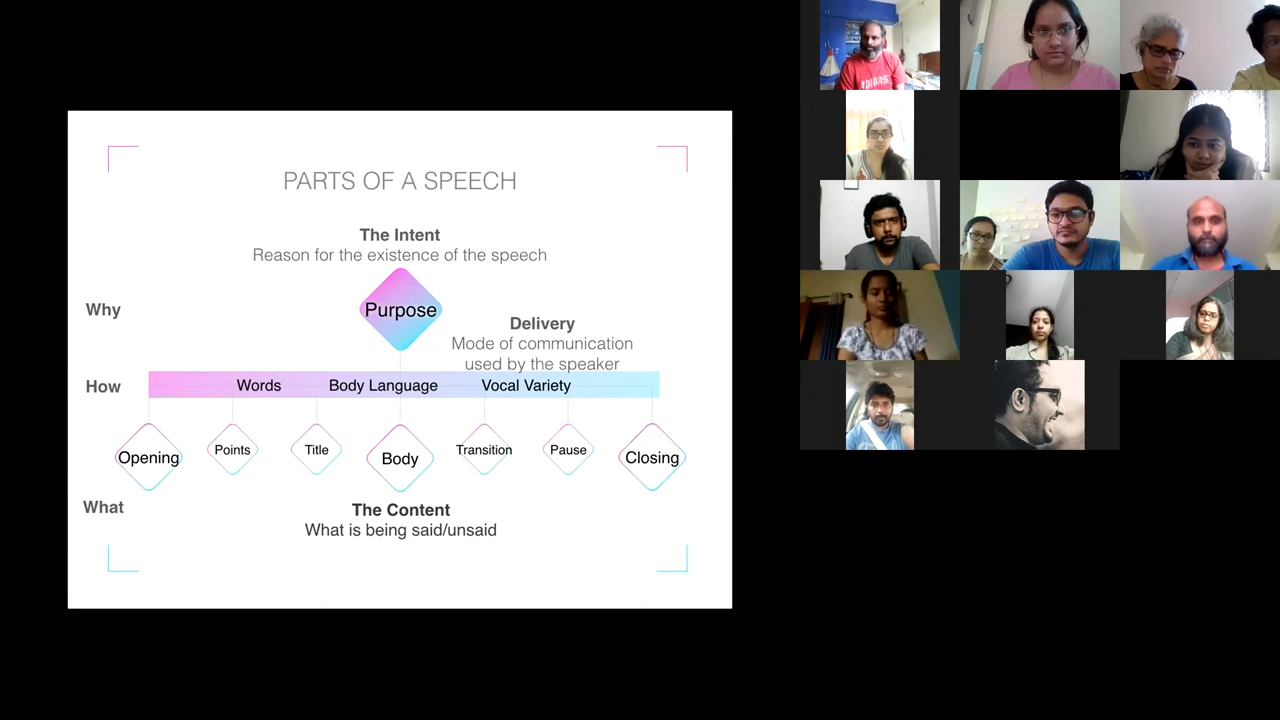 PARTS OF A SPEECH
The Intent
Reason for the existence of the speech
Why
Purpose
Delivery
Mode of communication
used by the speaker
How
Words Body Language Vocal Variety
Opening Points Title Body Transition Pause Closing
What
The Content
What is being said/unsaid
ADIDAS